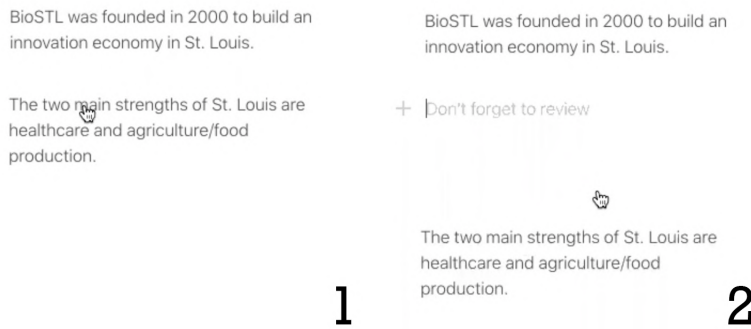 BioSTL was founded in 2000 to build an
innovation economy in St. Louis.
The two main strengths of St. Louis are
healthcare and agriculture/food
production.
1
BioSTL was founded in 2000 to build an
innovation economy in St. Louis.
+ Don't forget to review
The two main strengths of St. Louis are
healthcare and agriculture/food
production.
2